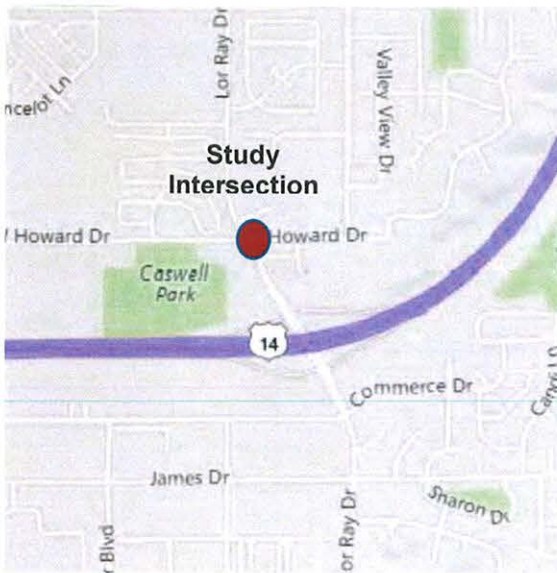 Lor Ray Dr
ncelot Ln
Valley View Dr
Study
Intersection
Howard Dr
Howard Dr
Caswell
Park
14
Commerce Dr
James Dr
Sharon Dr
or Ray Dr
r Blvd